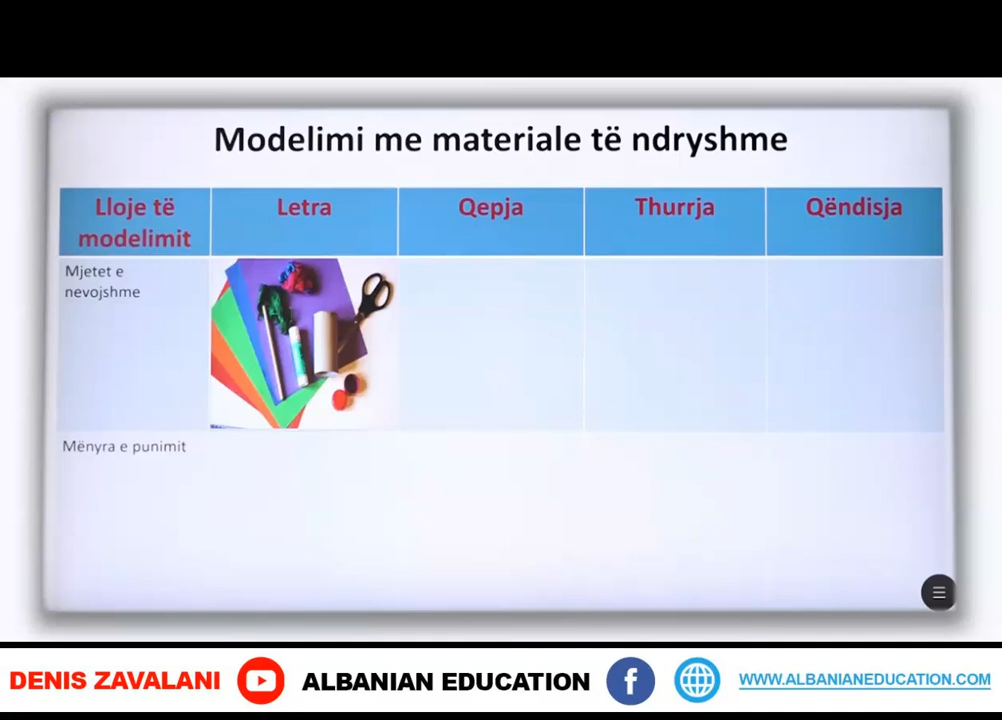 Modelimi me materiale të ndryshme
Lloje të modelimit
Letra
Qepja
Thurrja
Qëndisja
Mjetet e nevojshme
Mënyra e punimit
DENIS ZAVALANI
ALBANIAN EDUCATION
WWW.ALBANIANEDUCATION.COM